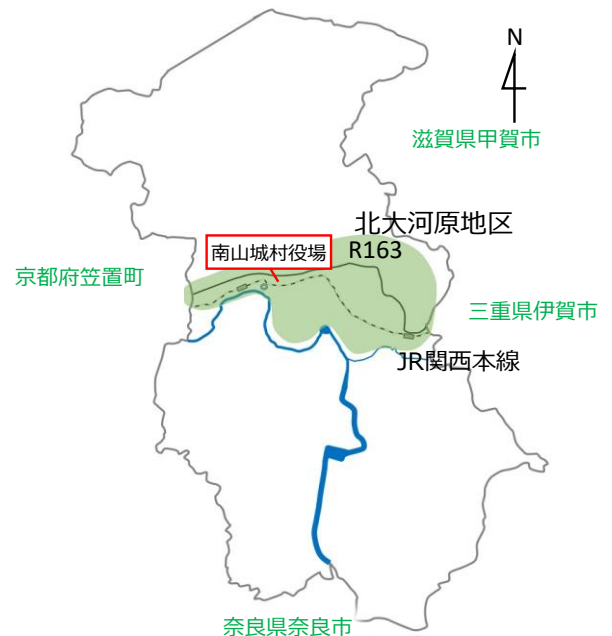 N
滋賀県甲賀市
北大河原地区
南山城村役場
R163
京都府笠置町
三重県伊賀市
JR関西本線
奈良県奈良市